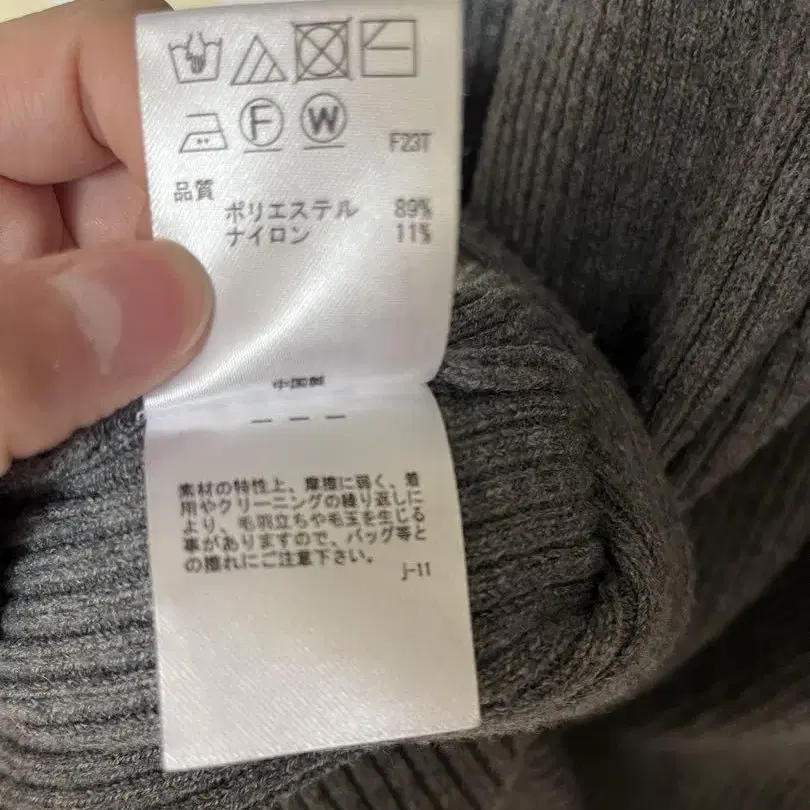 F W
F23T
品質
ポリエステル 89%
ナイロン 11%
中国製
素材の特性上、摩擦に弱く、着
用やクリーニングの繰り返しに
より、毛羽立ちや毛玉を生じる
事がありますので、バッグ等と
の擦れにご注意下さい。
j-11